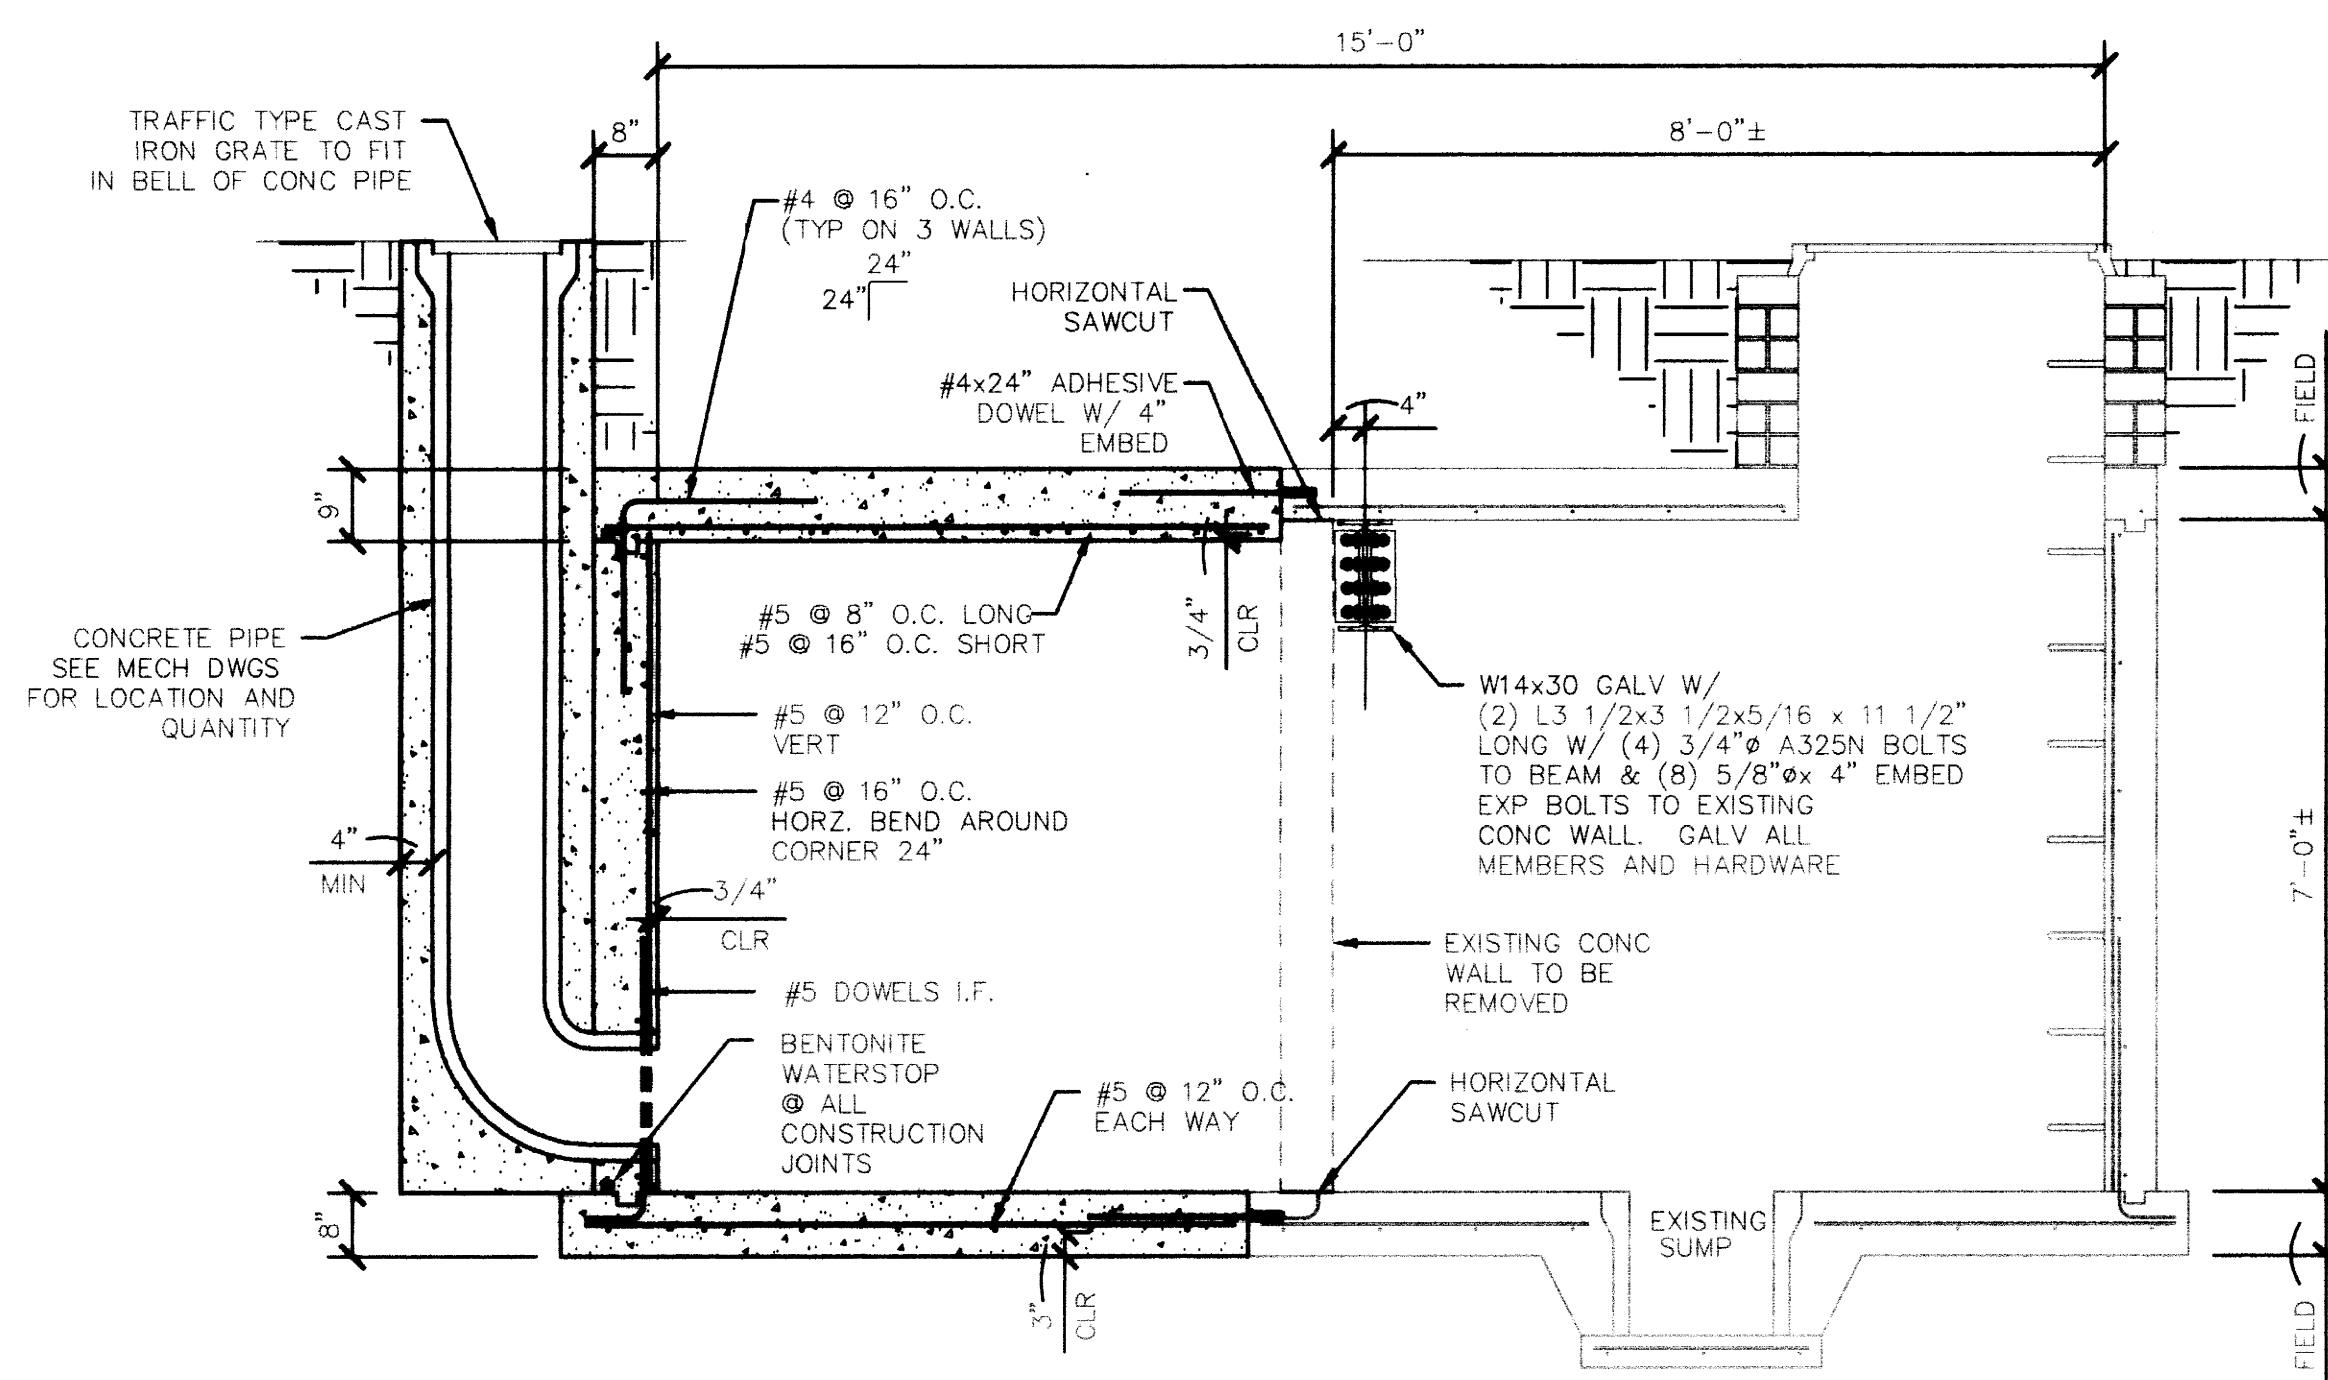 15'-0"
8'-0"±
8"
TRAFFIC TYPE CAST
IRON GRATE TO FIT
IN BELL OF CONC PIPE
#4 @ 16" O.C.
(TYP ON 3 WALLS)
24"
24"
HORIZONTAL
SAWCUT
#4x24" ADHESIVE
DOWEL W/ 4"
EMBED
4"
FIELD
9"
CONCRETE PIPE
SEE MECH DWGS
FOR LOCATION AND
QUANTITY
#5 @ 8" O.C. LONG
#5 @ 16" O.C. SHORT
3/4"
CLR
W14x30 GALV W/
(2) L3 1/2x3 1/2x5/16 x 11 1/2"
LONG W/ (4) 3/4"ø A325N BOLTS
TO BEAM & (8) 5/8"øx 4" EMBED
EXP BOLTS TO EXISTING
CONC WALL. GALV ALL
MEMBERS AND HARDWARE
#5 @ 12" O.C.
VERT
#5 @ 16" O.C.
HORZ. BEND AROUND
CORNER 24"
4"
MIN
3/4"
CLR
7'-0"±
EXISTING CONC
WALL TO BE
REMOVED
#5 DOWELS I.F.
BENTONITE
WATERSTOP
@ ALL
CONSTRUCTION
JOINTS
#5 @ 12" O.C.
EACH WAY
HORIZONTAL
SAWCUT
8"
EXISTING
SUMP
3"
CLR
FIELD